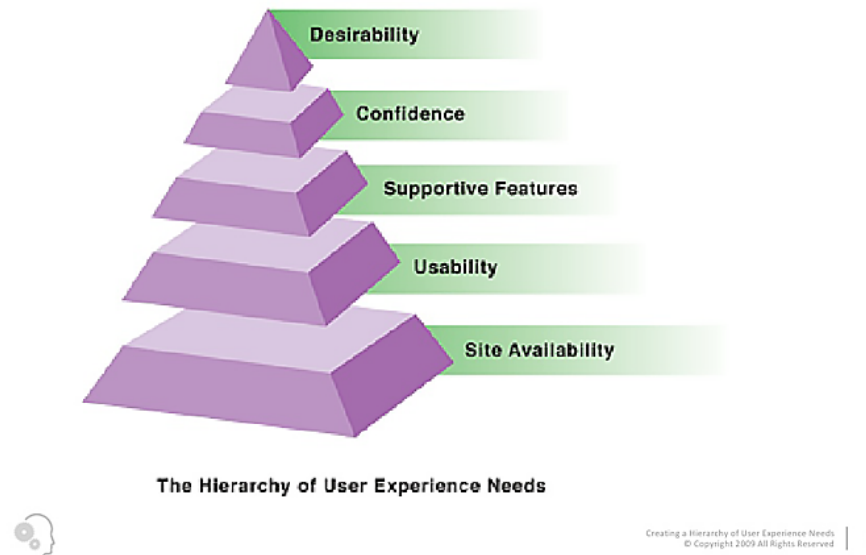 Desirability
Confidence
Supportive Features
Usability
Site Availability
The Hierarchy of User Experience Needs
Creating a Hierarchy of User Experience Needs
© Copyright 2009 All Rights Reserved